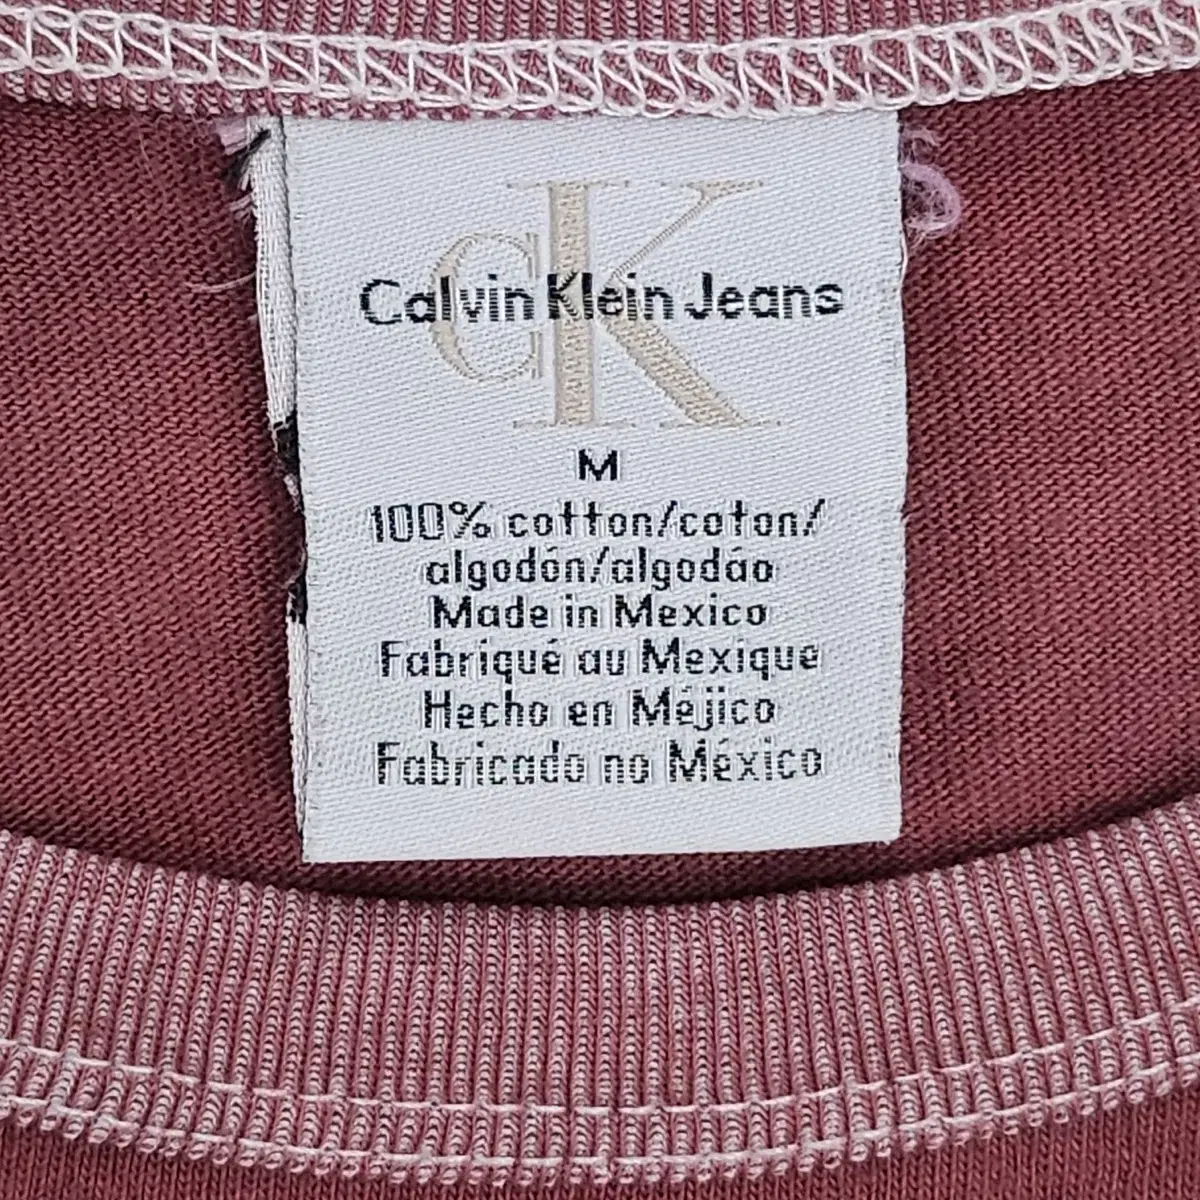 CK
Calvin Klein Jeans
M
100% cotton/coton/
algodón/algodão
Made in Mexico
Fabriqué au Mexique
Hecho en Méjico
Fabricado no México